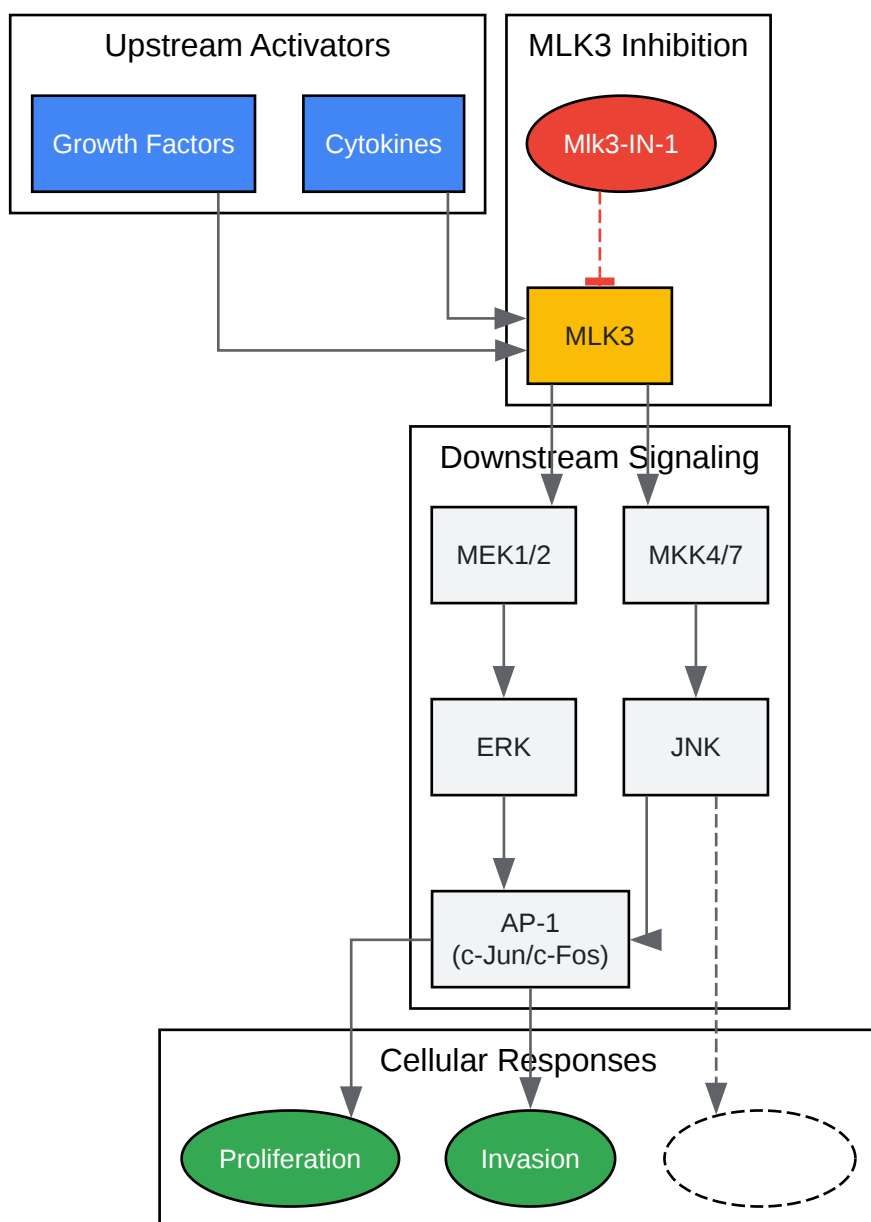 Upstream Activators
MLK3 Inhibition
Growth Factors
Cytokines
Mlk3-IN-1
MLK3
Downstream Signaling
MEK1/2
MKK4/7
ERK
JNK
AP-1
(c-Jun/c-Fos)
Cellular Responses
Proliferation
Invasion